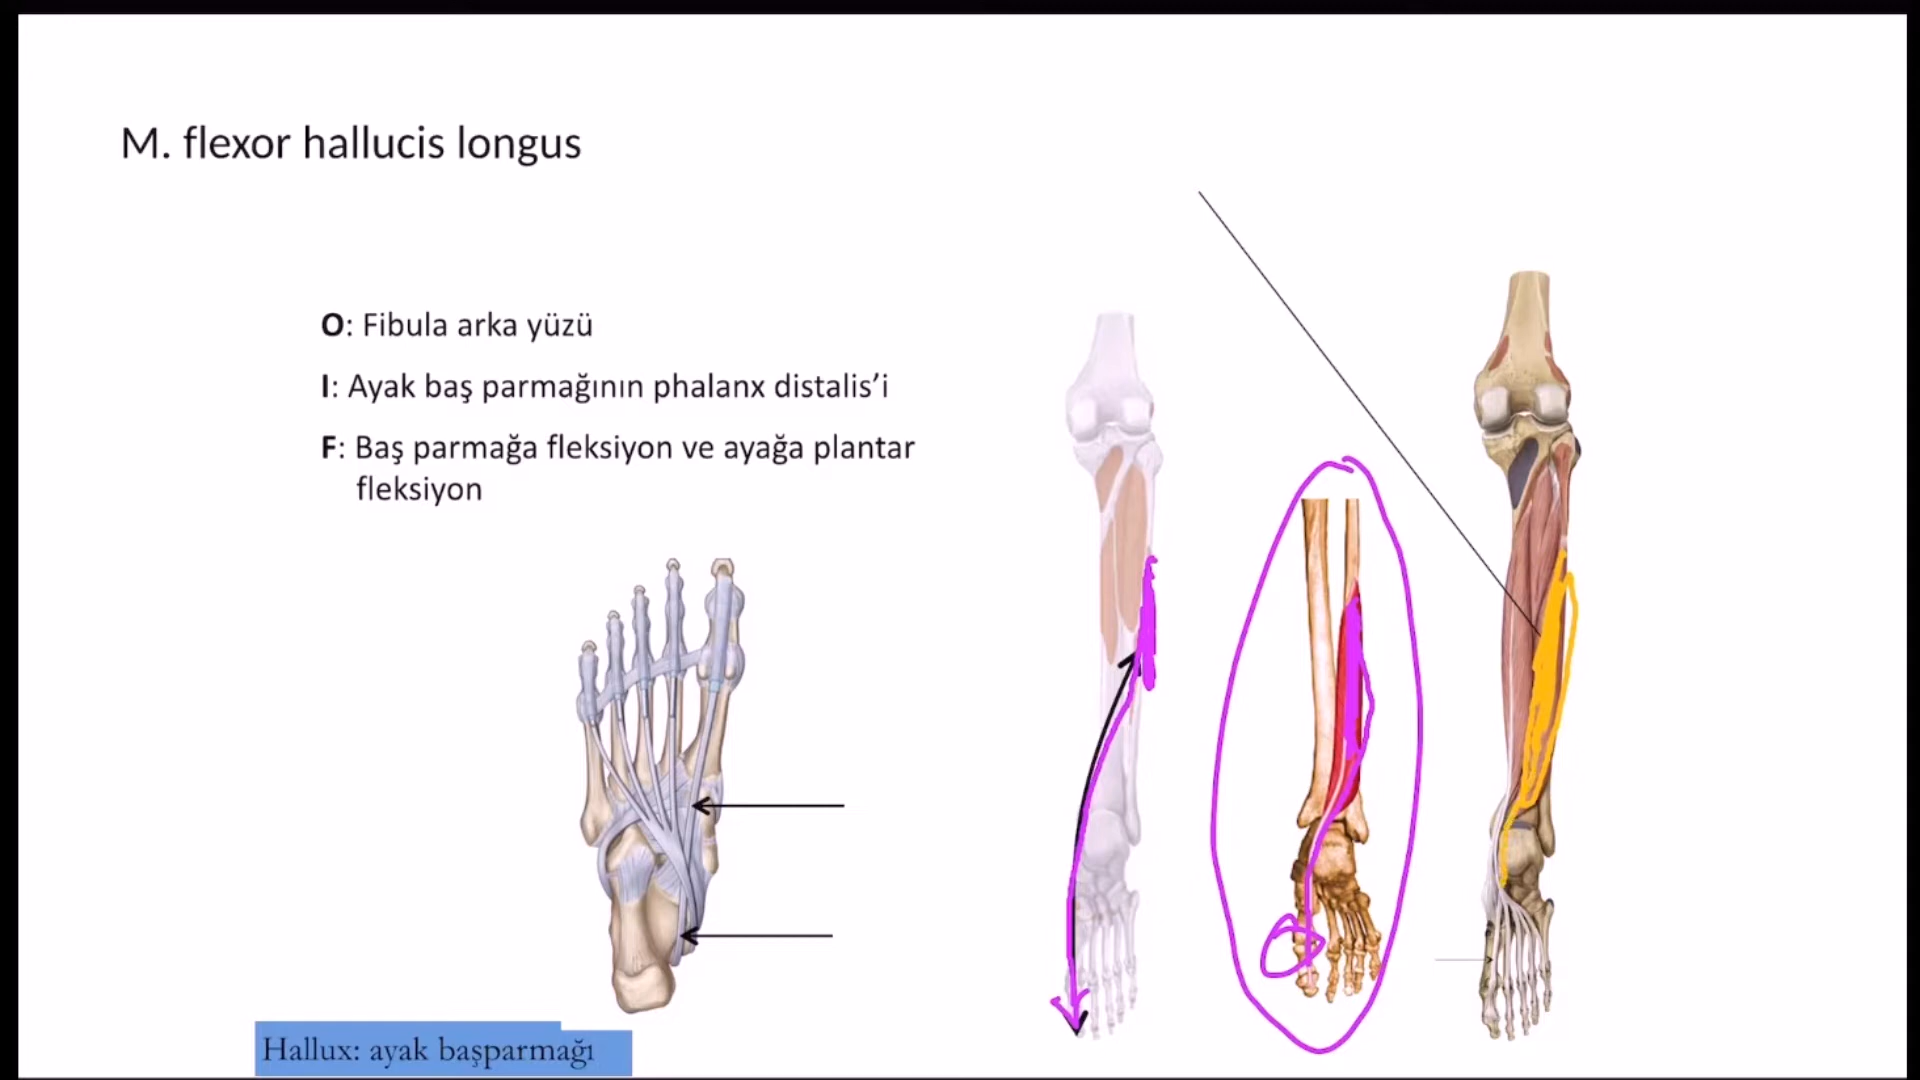 M. flexor hallucis longus
O: Fibula arka yüzü
I: Ayak baş parmağının phalanx distalis’i
F: Baş parmağa fleksiyon ve ayağa plantar
fleksiyon
Hallux: ayak başparmağı